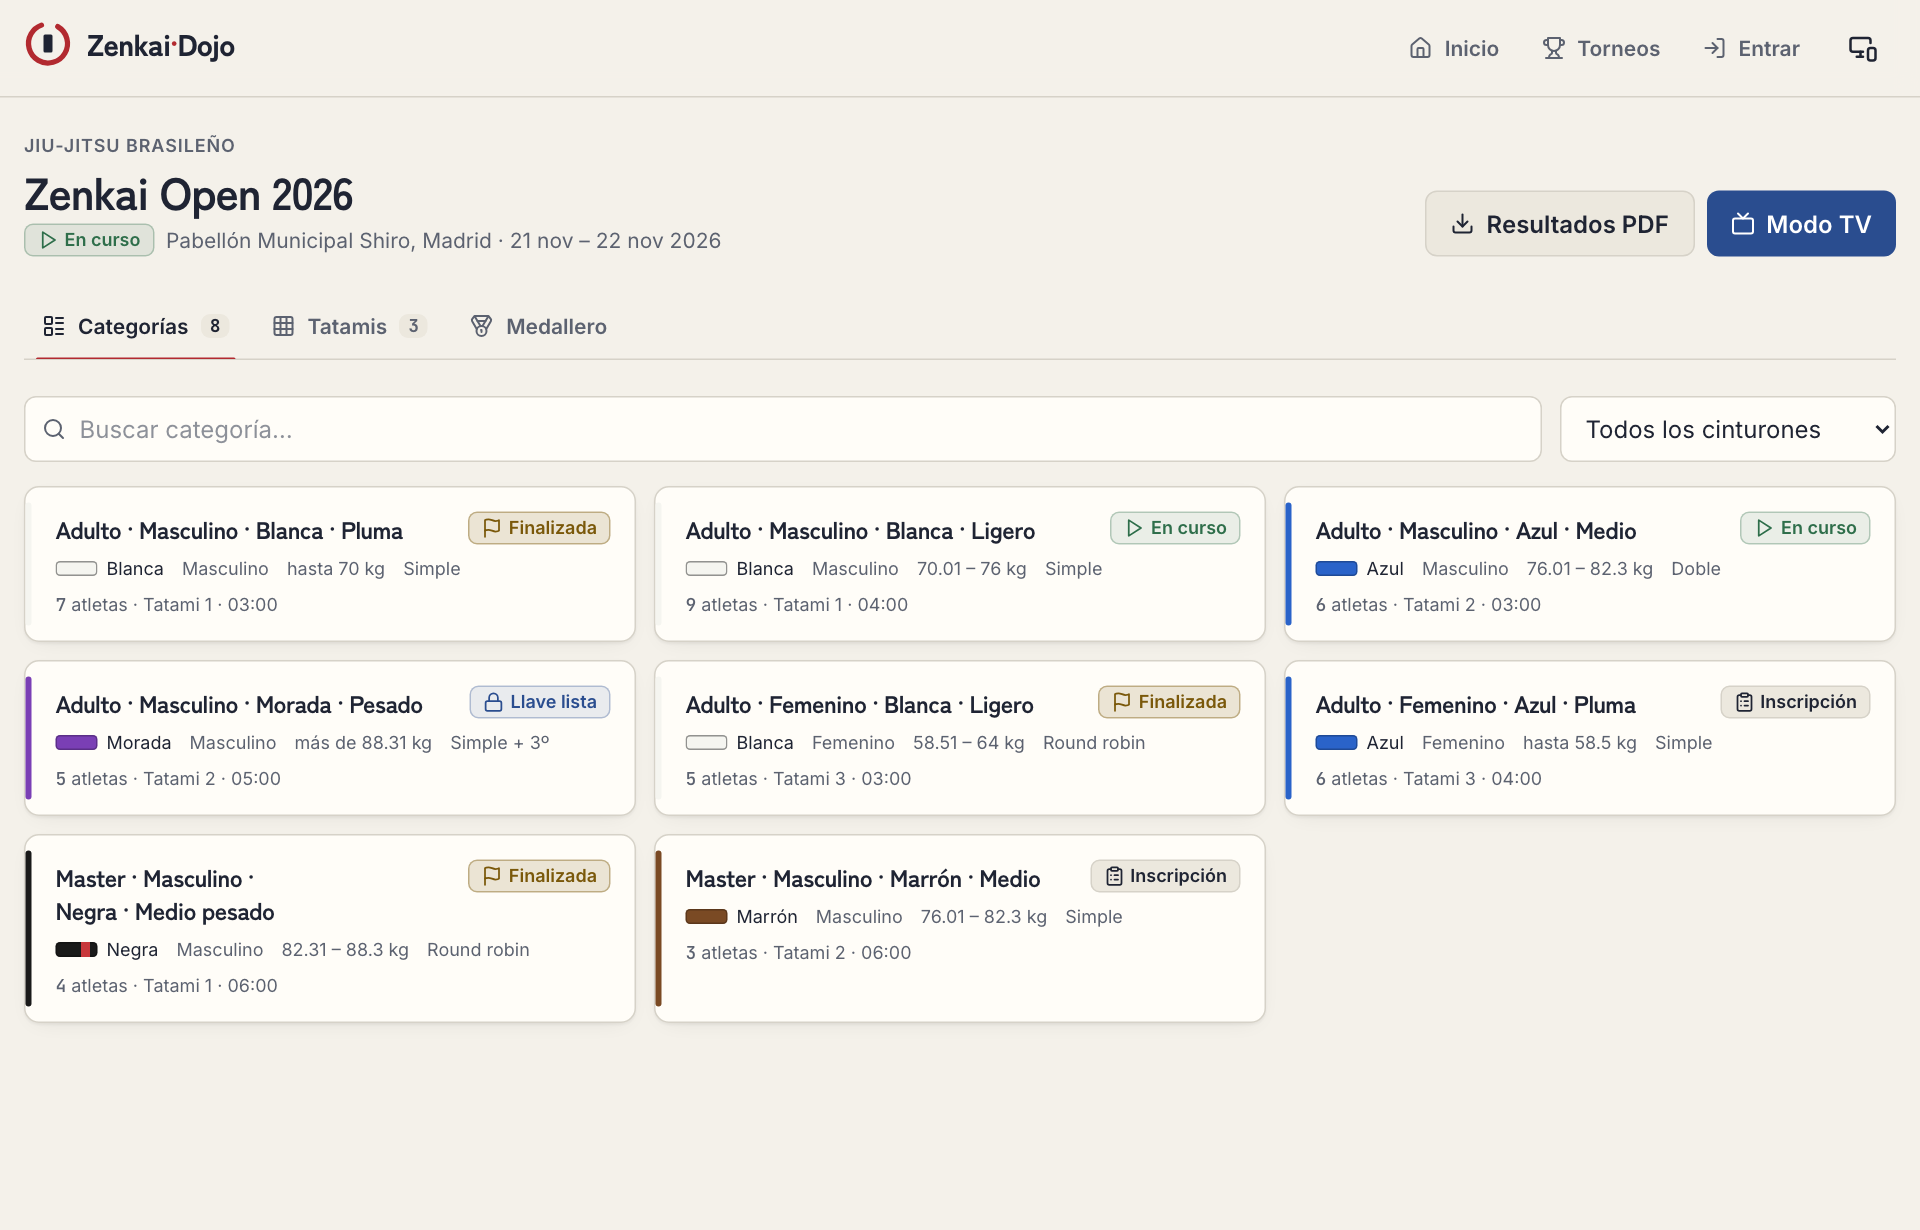 Zenkai·Dojo
Inicio
Torneos
Entrar
JIU-JITSU BRASILEÑO
Zenkai Open 2026
En curso
Pabellón Municipal Shiro, Madrid · 21 nov – 22 nov 2026
Resultados PDF
Modo TV
Categorías 8
Tatamis 3
Medallero
Buscar categoría...
Todos los cinturones
Adulto · Masculino · Blanca · Pluma
Finalizada
Blanca Masculino hasta 70 kg Simple
7 atletas · Tatami 1 · 03:00
Adulto · Masculino · Blanca · Ligero
En curso
Blanca Masculino 70.01 – 76 kg Simple
9 atletas · Tatami 1 · 04:00
Adulto · Masculino · Azul · Medio
En curso
Azul Masculino 76.01 – 82.3 kg Doble
6 atletas · Tatami 2 · 03:00
Adulto · Masculino · Morada · Pesado
Llave lista
Morada Masculino más de 88.31 kg Simple + 3º
5 atletas · Tatami 2 · 05:00
Adulto · Femenino · Blanca · Ligero
Finalizada
Blanca Femenino 58.51 – 64 kg Round robin
5 atletas · Tatami 3 · 03:00
Adulto · Femenino · Azul · Pluma
Inscripción
Azul Femenino hasta 58.5 kg Simple
6 atletas · Tatami 3 · 04:00
Master · Masculino ·
Negra · Medio pesado
Finalizada
Negra Masculino 82.31 – 88.3 kg Round robin
4 atletas · Tatami 1 · 06:00
Master · Masculino · Marrón · Medio
Inscripción
Marrón Masculino 76.01 – 82.3 kg Simple
3 atletas · Tatami 2 · 06:00